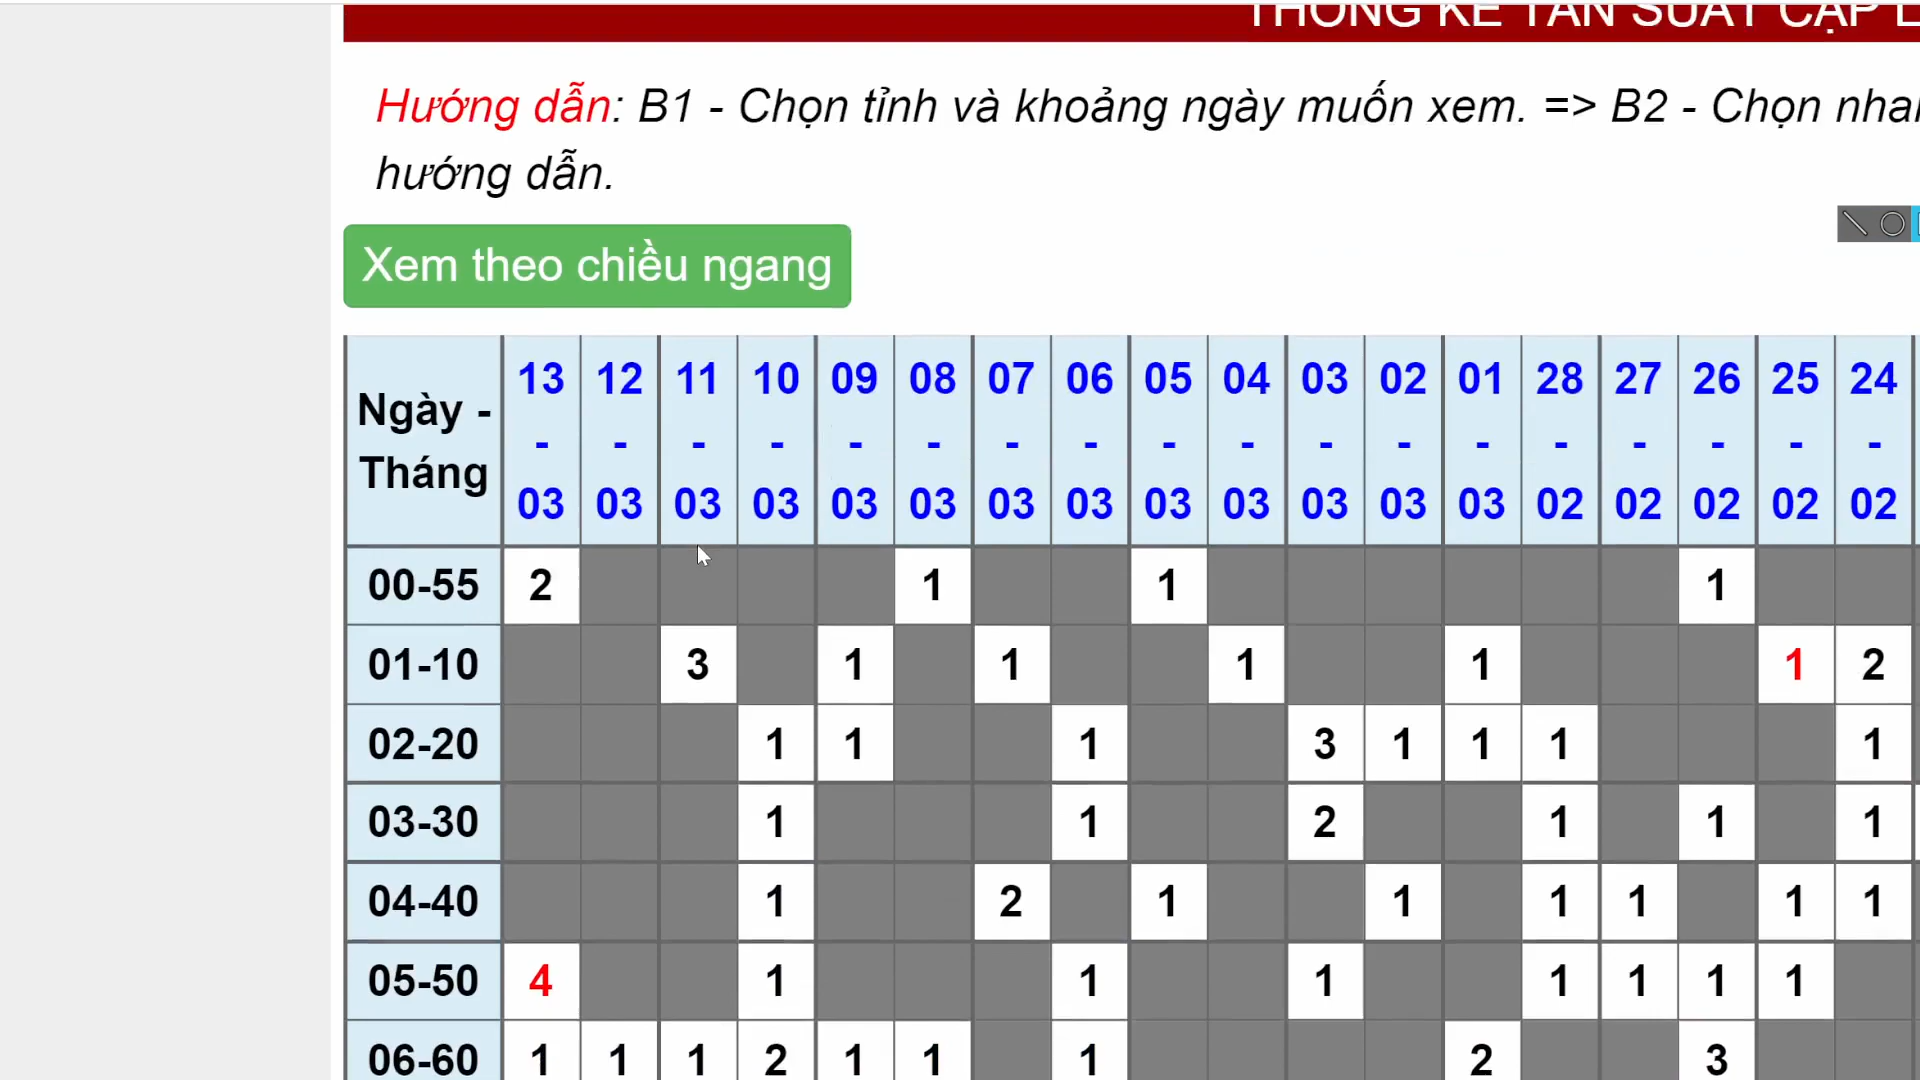 THỐNG KÊ TẦN SUẤT CẶP
Hướng dẫn: B1 - Chọn tỉnh và khoảng ngày muốn xem. => B2 - Chọn
hướng dẫn.
Xem theo chiều ngang
Ngày - Tháng 13-03 12-03 11-03 10-03 09-03 08-03 07-03 06-03 05-03 04-03 03-03 02-03 01-03 28-02 27-02 26-02 25-02 24-02
00-55 2 1 1 1
01-10 3 1 1 1 1 1 2
02-20 1 1 1 3 1 1 1 1
03-30 1 1 2 1 1 1
04-40 1 2 1 1 1 1 1 1
05-50 4 1 1 1 1 1 1 1
06-60 1 1 1 2 1 1 1 2 3